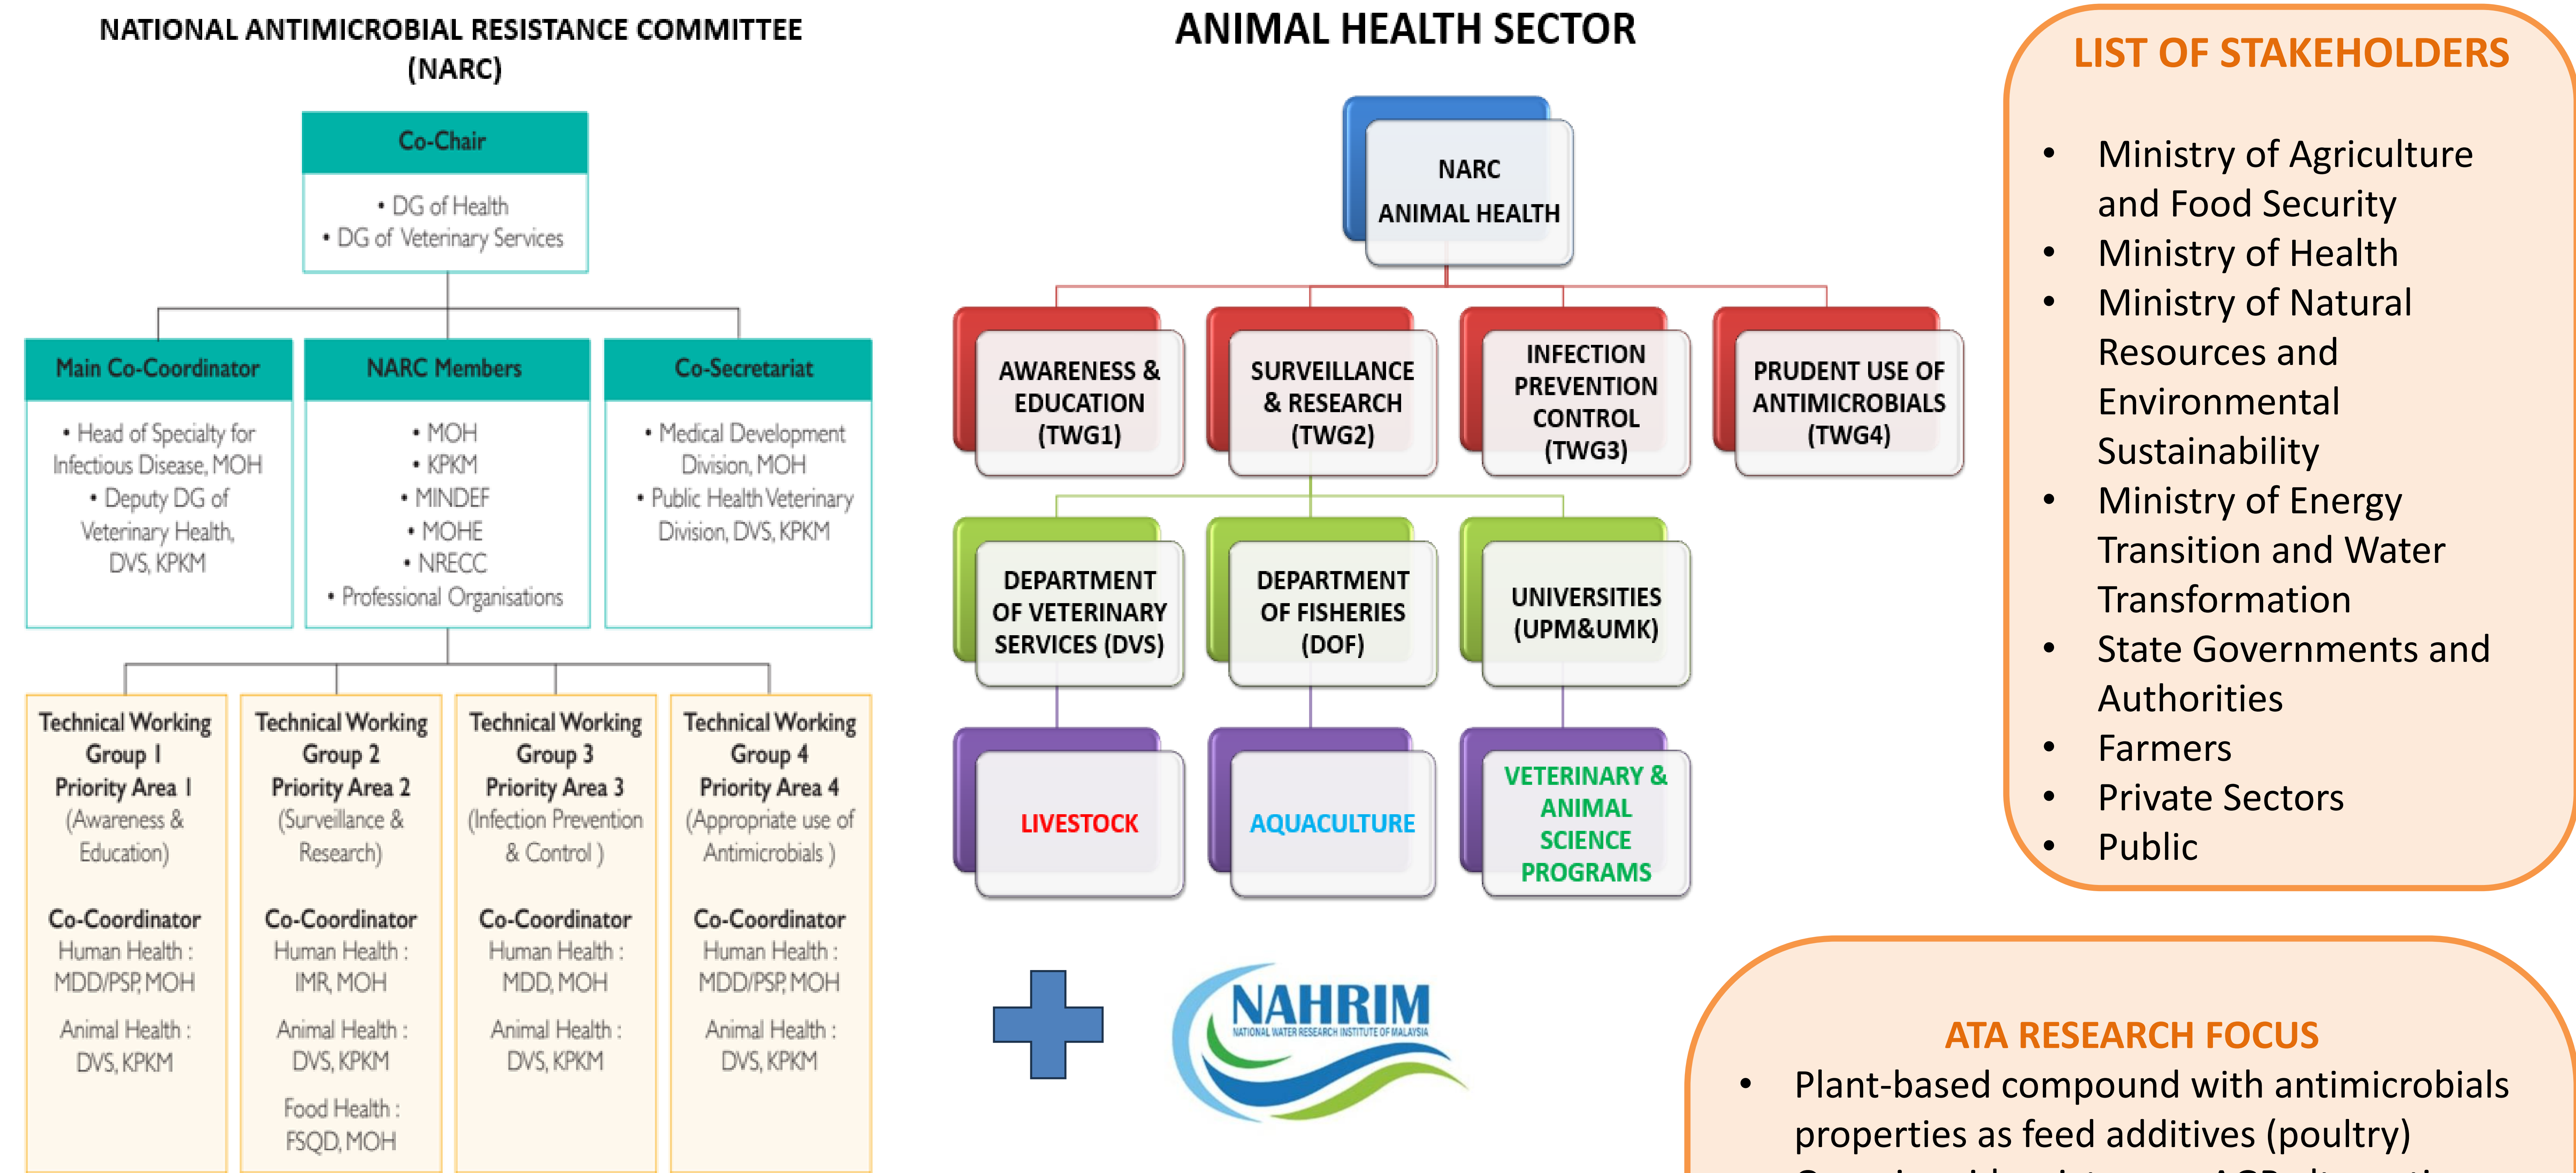 NATIONAL ANTIMICROBIAL RESISTANCE COMMITTEE
(NARC)
Co-Chair
• DG of Health
• DG of Veterinary Services
Main Co-Coordinator
• Head of Specialty for
Infectious Disease, MOH
• Deputy DG of
Veterinary Health,
DVS, KPKM
NARC Members
• MOH
• KPKM
• MINDEF
• MOHE
• NRECC
• Professional Organisations
Co-Secretariat
• Medical Development
Division, MOH
• Public Health Veterinary
Division, DVS, KPKM
Technical Working
Group 1
Priority Area 1
(Awareness &
Education)
Co-Coordinator
Human Health :
MDD/PSP, MOH
Animal Health :
DVS, KPKM
Technical Working
Group 2
Priority Area 2
(Surveillance &
Research)
Co-Coordinator
Human Health :
IMR, MOH
Animal Health :
DVS, KPKM
Food Health :
FSQD, MOH
Technical Working
Group 3
Priority Area 3
(Infection Prevention
& Control )
Co-Coordinator
Human Health :
MDD, MOH
Animal Health :
DVS, KPKM
Technical Working
Group 4
Priority Area 4
(Appropriate use of
Antimicrobials )
Co-Coordinator
Human Health :
MDD/PSP, MOH
Animal Health :
DVS, KPKM
ANIMAL HEALTH SECTOR
NARC
ANIMAL HEALTH
AWARENESS &
EDUCATION
(TWG1)
SURVEILLANCE
& RESEARCH
(TWG2)
INFECTION
PREVENTION
CONTROL
(TWG3)
PRUDENT USE OF
ANTIMICROBIALS
(TWG4)
DEPARTMENT
OF VETERINARY
SERVICES (DVS)
DEPARTMENT
OF FISHERIES
(DOF)
UNIVERSITIES
(UPM&UMK)
LIVESTOCK
AQUACULTURE
VETERINARY &
ANIMAL
SCIENCE
PROGRAMS
NAHRIM
NATIONAL WATER RESEARCH INSTITUTE OF MALAYSIA
LIST OF STAKEHOLDERS
• Ministry of Agriculture
and Food Security
• Ministry of Health
• Ministry of Natural
Resources and
Environmental
Sustainability
• Ministry of Energy
Transition and Water
Transformation
• State Governments and
Authorities
• Farmers
• Private Sectors
• Public
ATA RESEARCH FOCUS
• Plant-based compound with antimicrobials
properties as feed additives (poultry)